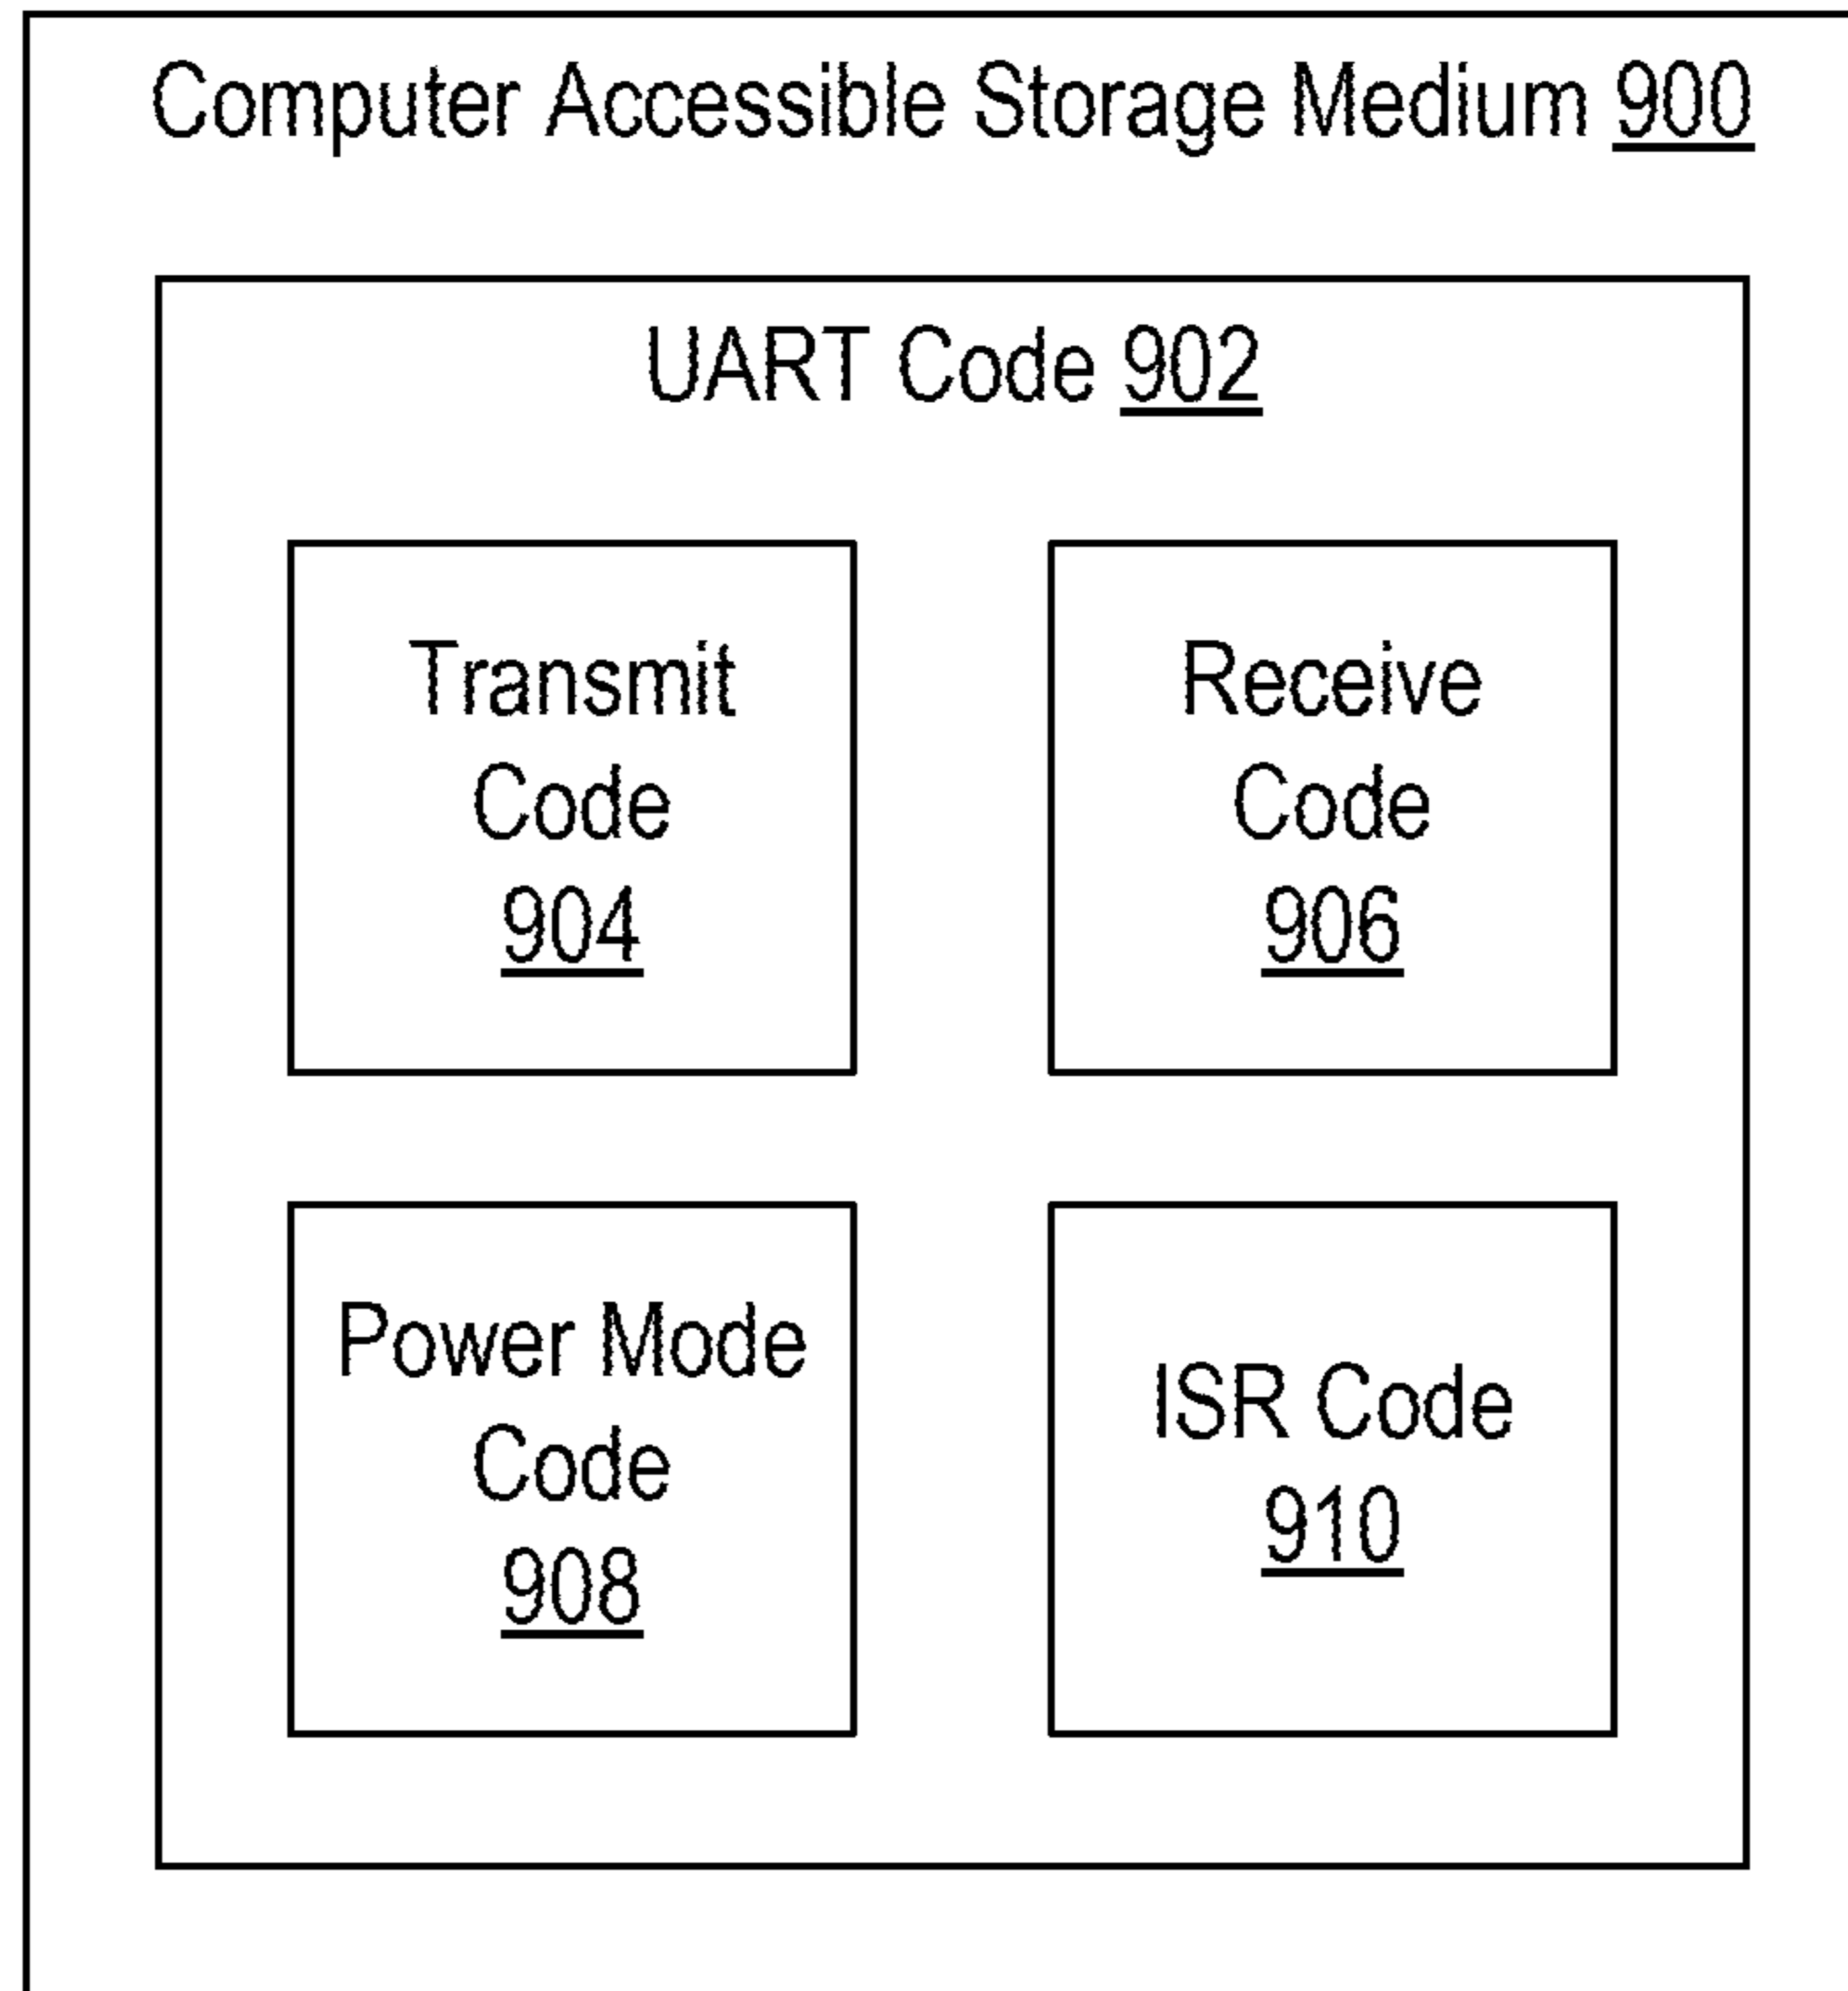 Computer Accessible Storage Medium 900
UART Code 902
Transmit
Code
904
Receive
Code
906
Power Mode
Code
908
ISR Code
910